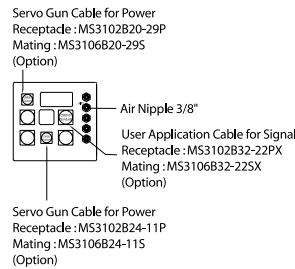 Servo Gun Cable for Power
Receptacle : MS3102B20-29P
Mating : MS3106B20-29S
(Option)
Air Nipple 3/8"
User Application Cable for Signal
Receptacle : MS3102B32-22PX
Mating : MS3106B32-22SX
(Option)
Servo Gun Cable for Power
Receptacle : MS3102B24-11P
Mating : MS3106B24-11S
(Option)